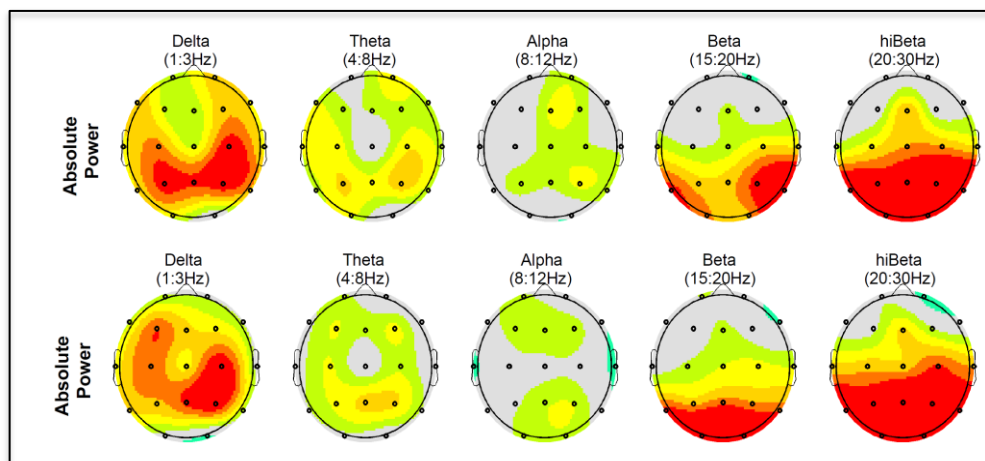 Delta Theta Alpha Beta hiBeta
(1:3Hz) (4:8Hz) (8:12Hz) (15:20Hz) (20:30Hz)
Absolute
Power
Delta Theta Alpha Beta hiBeta
(1:3Hz) (4:8Hz) (8:12Hz) (15:20Hz) (20:30Hz)
Absolute
Power